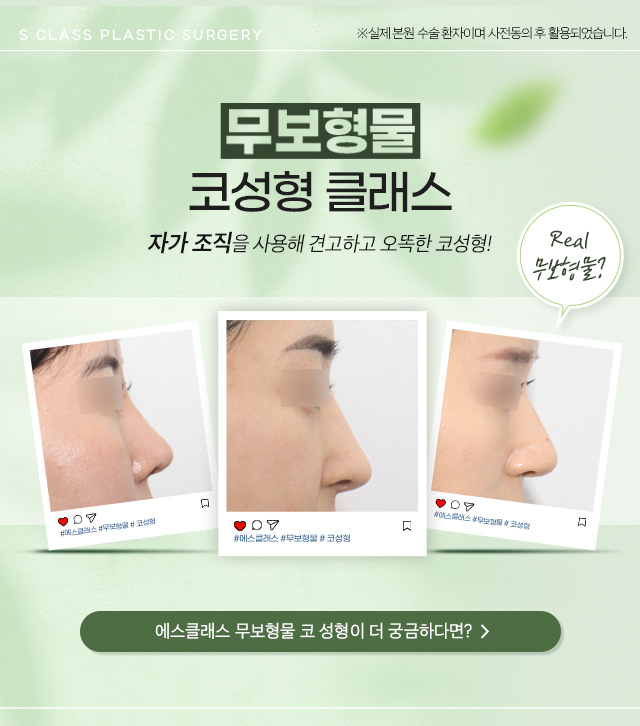 S CLASS PLASTIC SURGERY
※실제 본원 수술 환자이며 사전동의 후 활용되었습니다.
무보형물
코성형 클래스
자가 조직을 사용해 견고하고 오똑한 코성형!
Real
무보형물?
#에스클래스 #무보형물 # 코성형
#에스클래스 #무보형물 # 코성형
#에스클래스 #무보형물 # 코성형
에스클래스 무보형물 코 성형이 더 궁금하다면? >